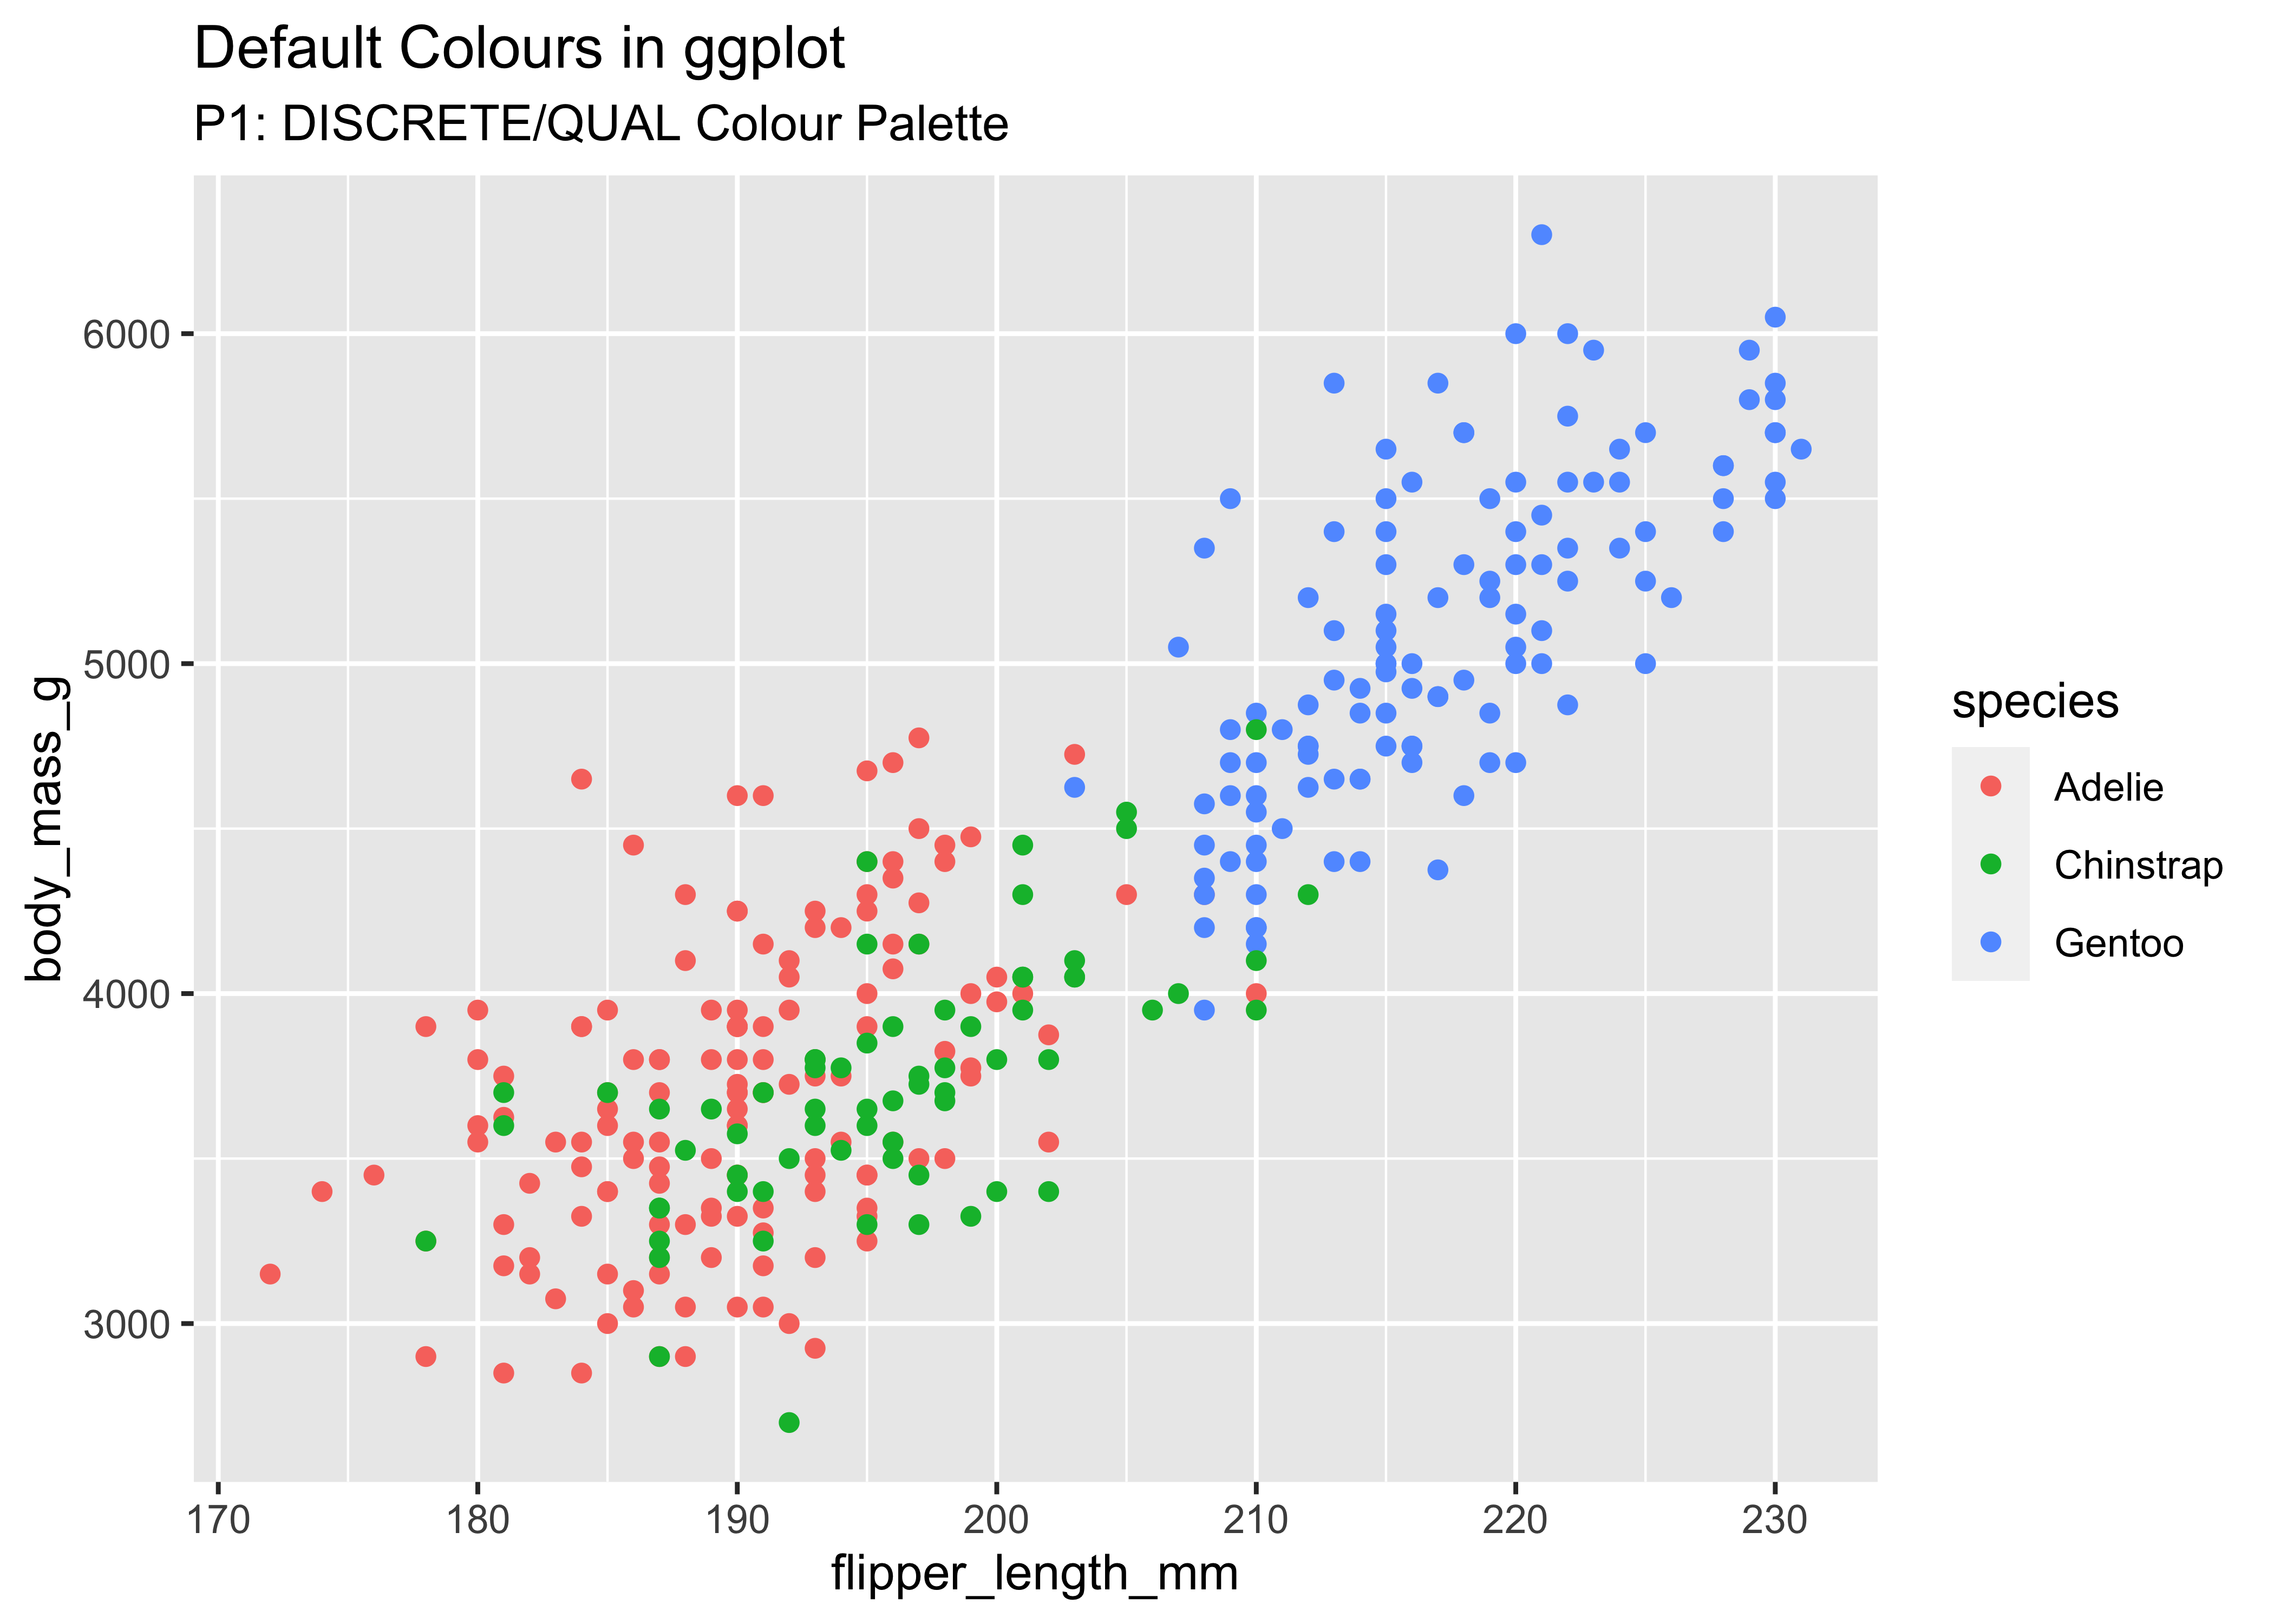 Default Colours in ggplot
P1: DISCRETE/QUAL Colour Palette
body_mass_g
6000
5000
4000
3000
170 180 190 200 210 220 230
flipper_length_mm
species
Adelie
Chinstrap
Gentoo